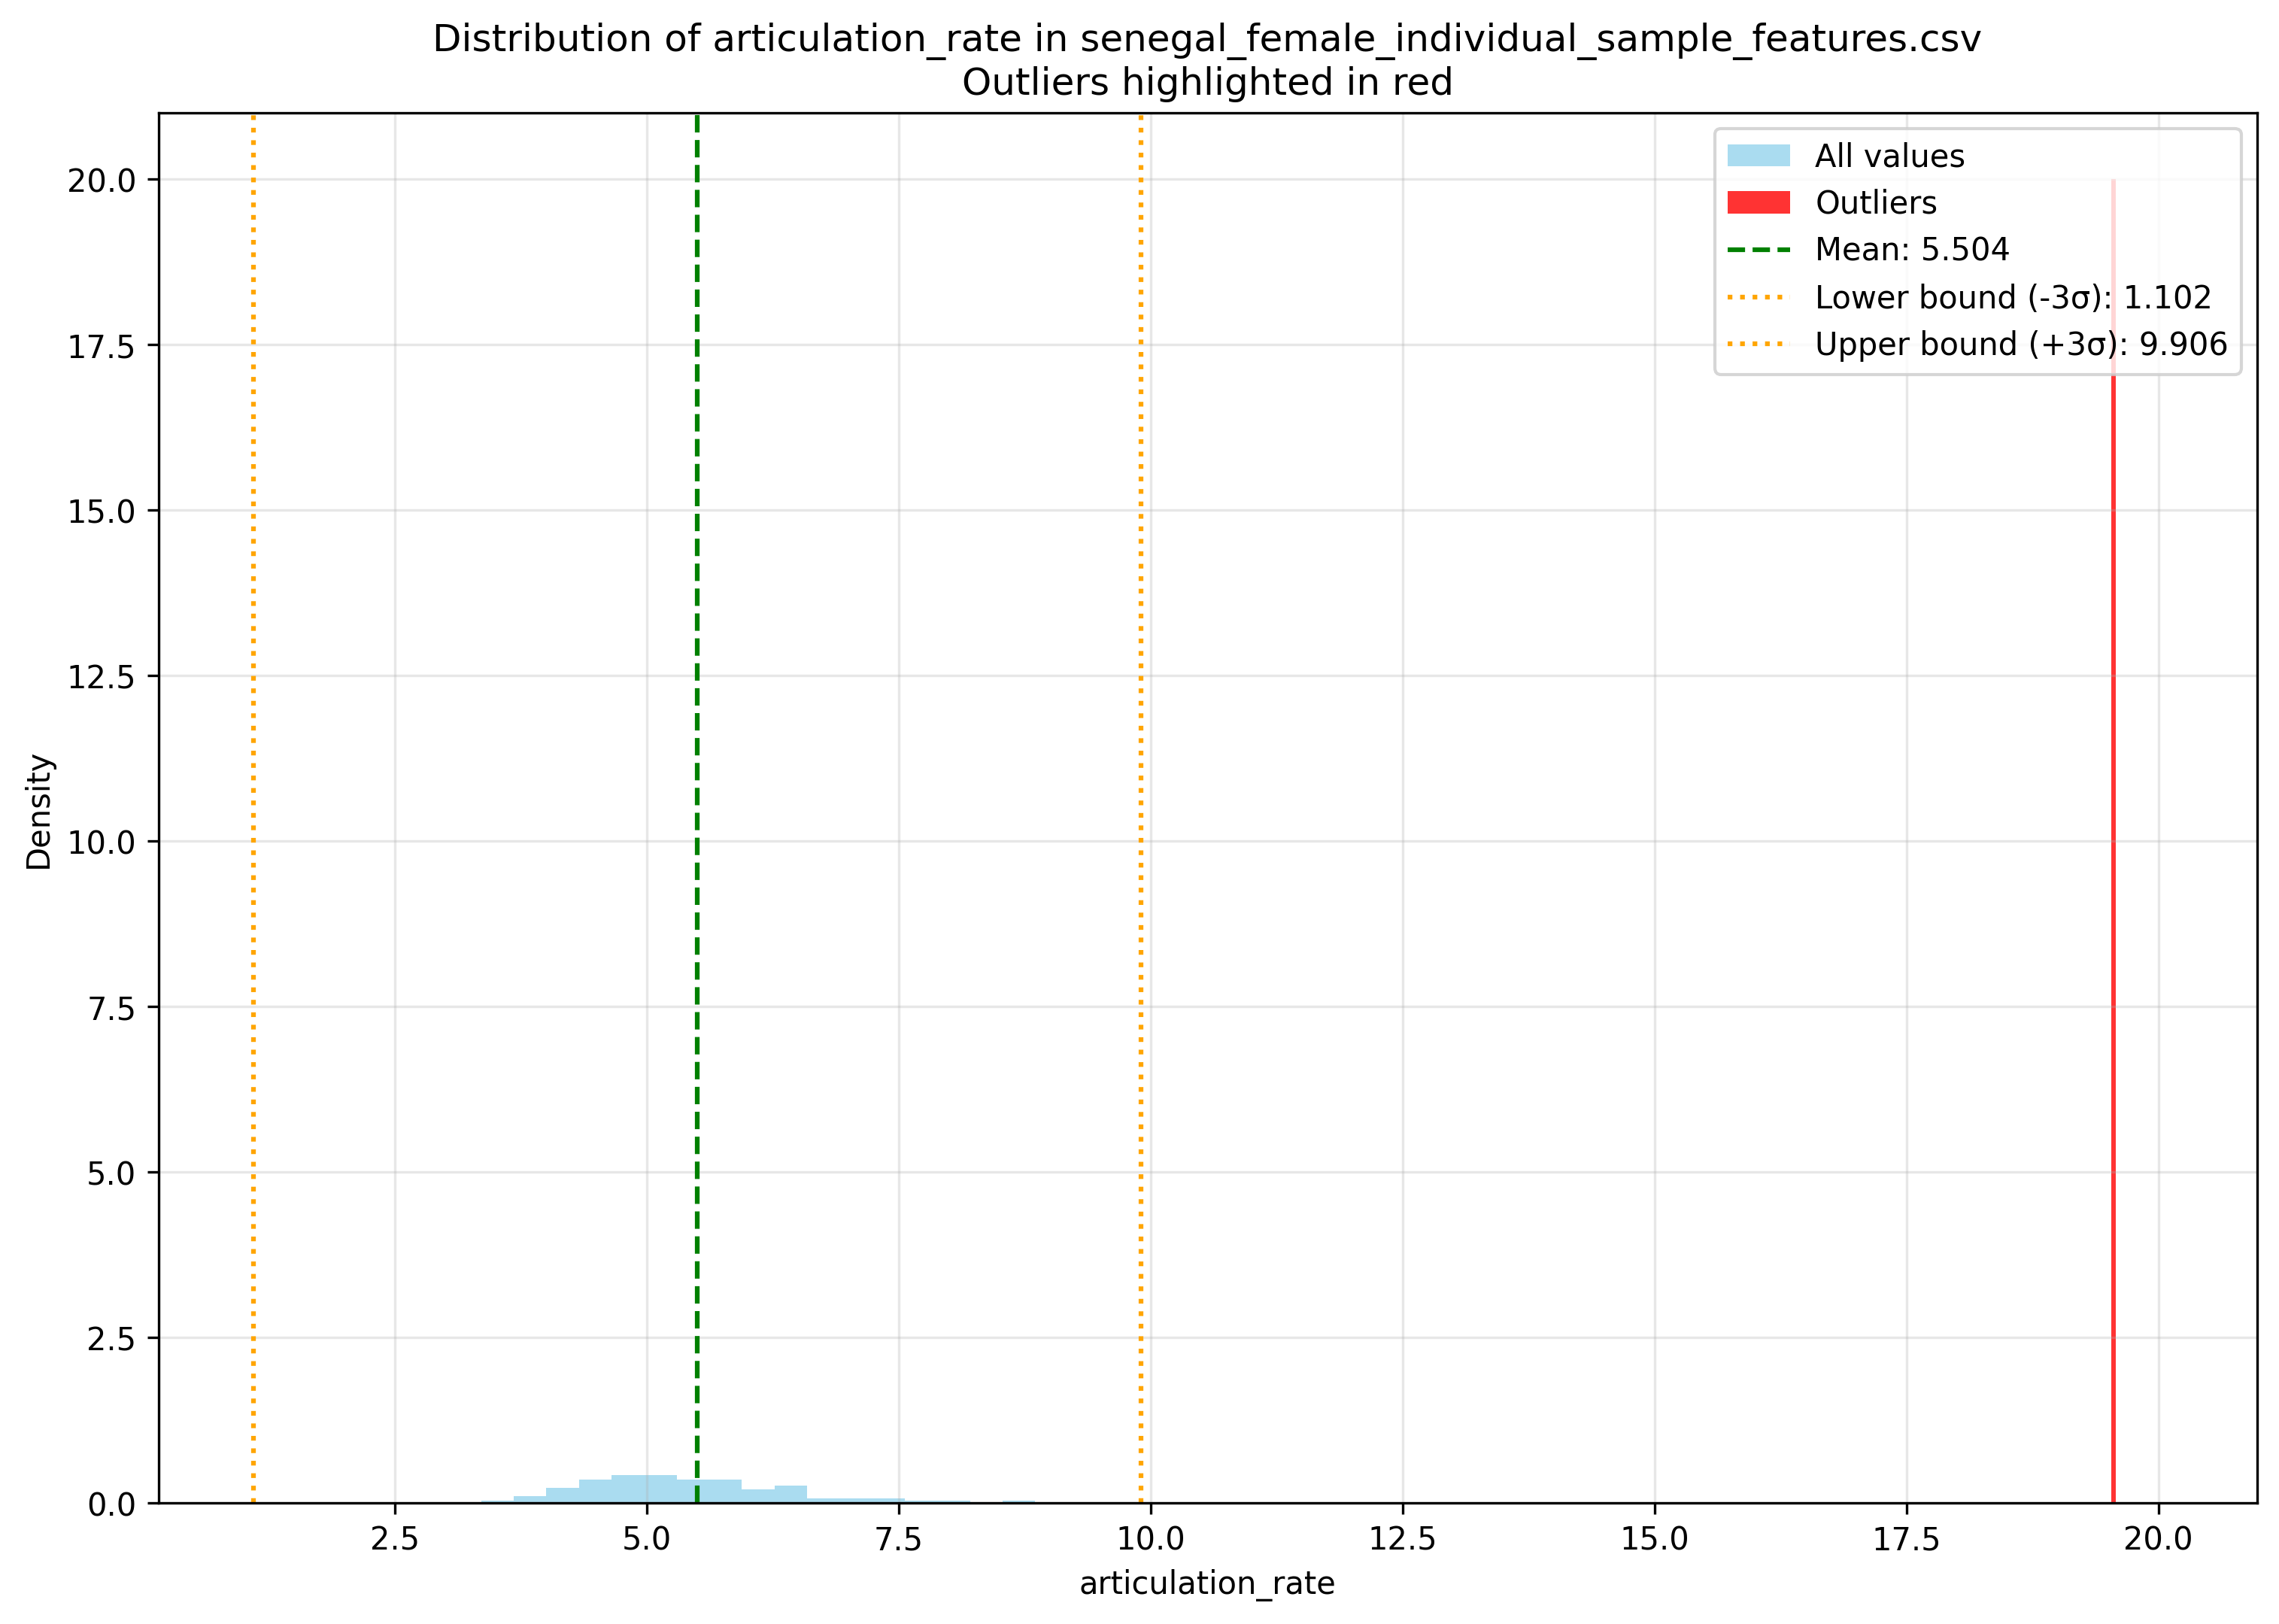 Distribution of articulation_rate in senegal_female_individual_sample_features.csv
Outliers highlighted in red
All values
Outliers
Mean: 5.504
Lower bound (-3σ): 1.102
Upper bound (+3σ): 9.906
Density
20.0
17.5
15.0
12.5
10.0
7.5
5.0
2.5
0.0
2.5
5.0
7.5
10.0
12.5
15.0
17.5
20.0
articulation_rate